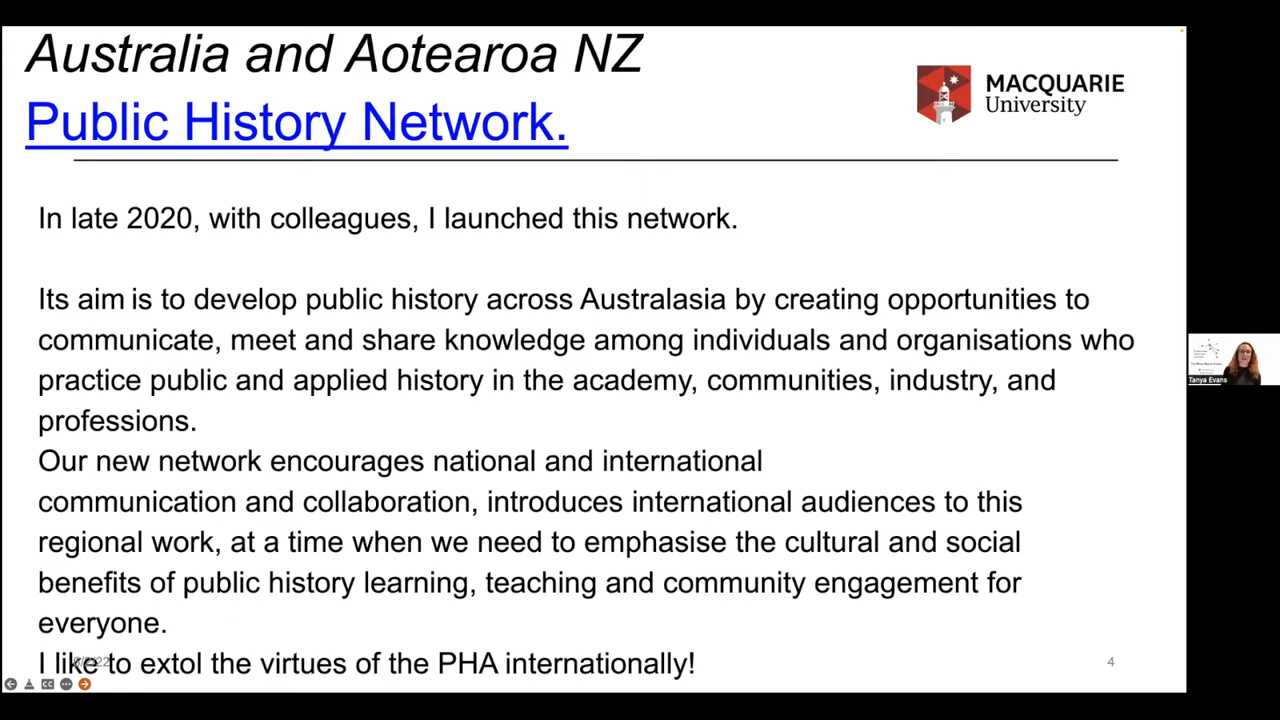 Australia and Aotearoa NZ
Public History Network.
MACQUARIE
University
In late 2020, with colleagues, I launched this network.
Its aim is to develop public history across Australasia by creating opportunities to
communicate, meet and share knowledge among individuals and organisations who
practice public and applied history in the academy, communities, industry, and
professions.
Our new network encourages national and international
communication and collaboration, introduces international audiences to this
regional work, at a time when we need to emphasise the cultural and social
benefits of public history learning, teaching and community engagement for
everyone.
I like to extol the virtues of the PHA internationally!
4
CC
Tanya Evans